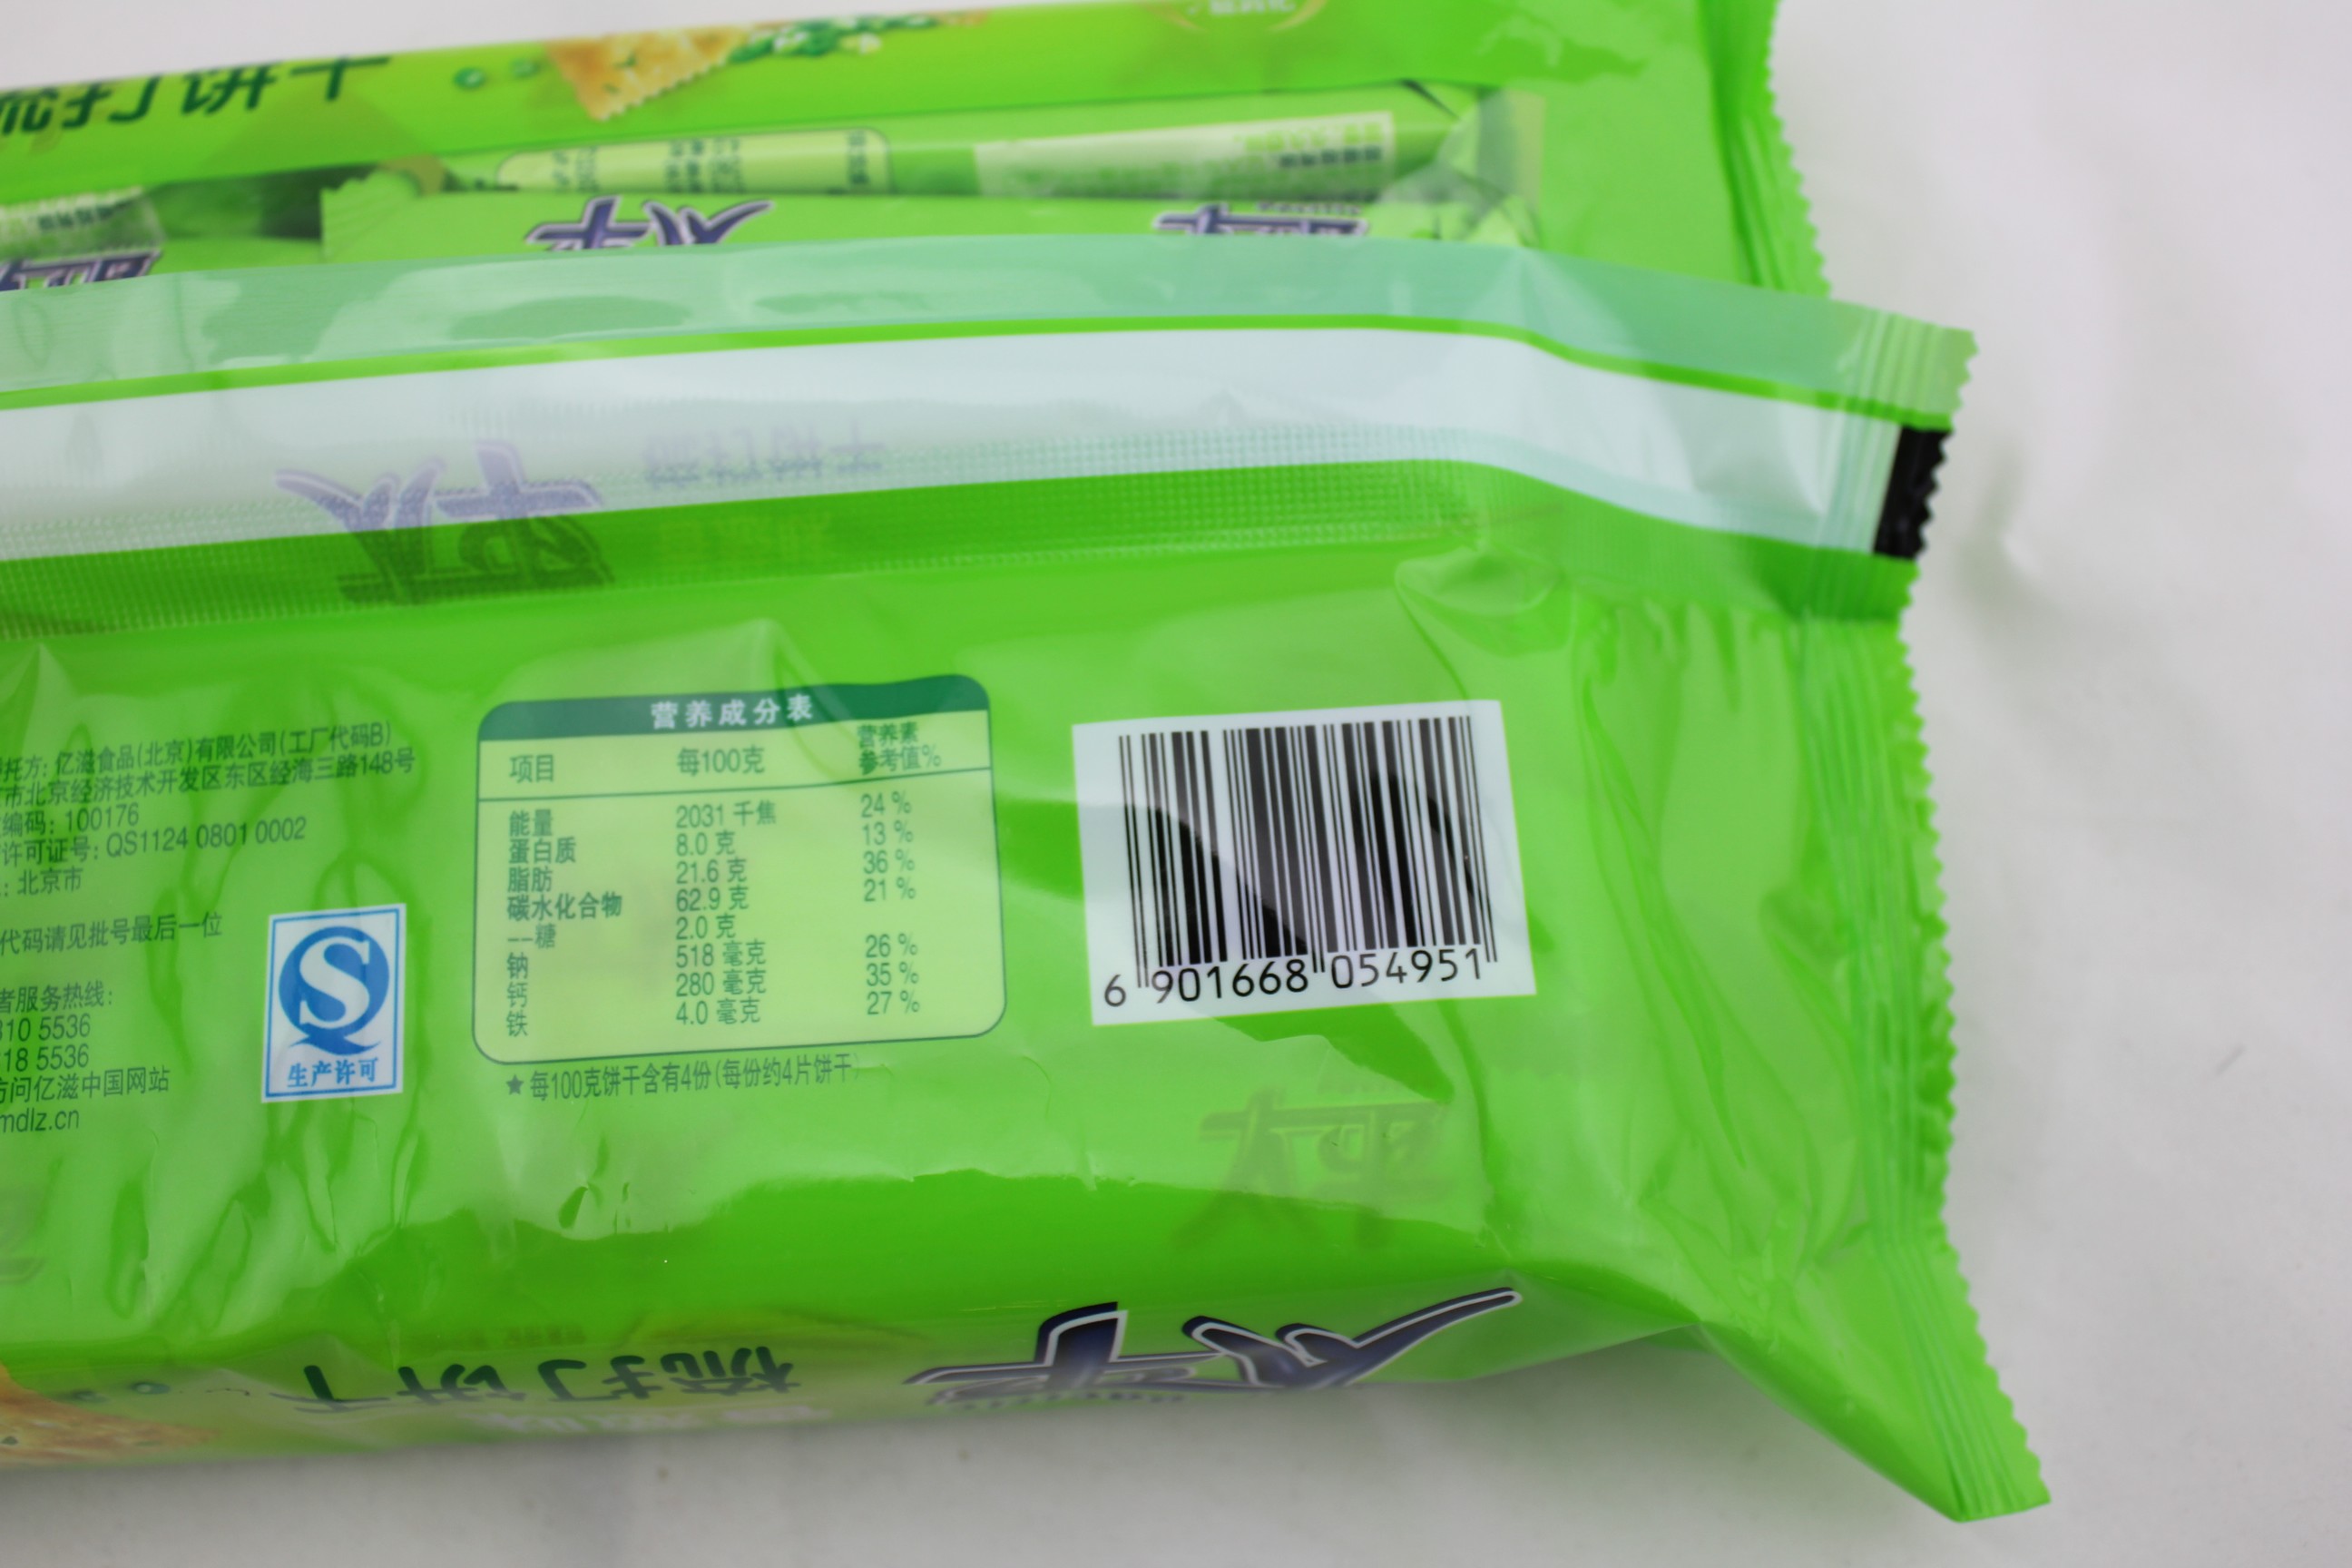 打饼干
托方: 亿滋食品(北京)有限公司(工厂代码B)
市北京经济技术开发区东区经海三路148号
编码: 100176
许可证号: QS1124 0801 0002
: 北京市
代码请见批号最后一位
者服务热线:
310 5536
18 5536
方问亿滋中国网站
mdlz.cn
生产许可
营养成分表
项目 每100克 营养素参考值%
能量 2031 千焦 24 %
蛋白质 8.0 克 13 %
脂肪 21.6 克 36 %
碳水化合物 62.9 克 21 %
--糖 2.0 克
钠 518 毫克 26 %
钙 280 毫克 35 %
铁 4.0 毫克 27 %
★ 每100克饼干含有4份(每份约4片饼干)
6 901668 054951